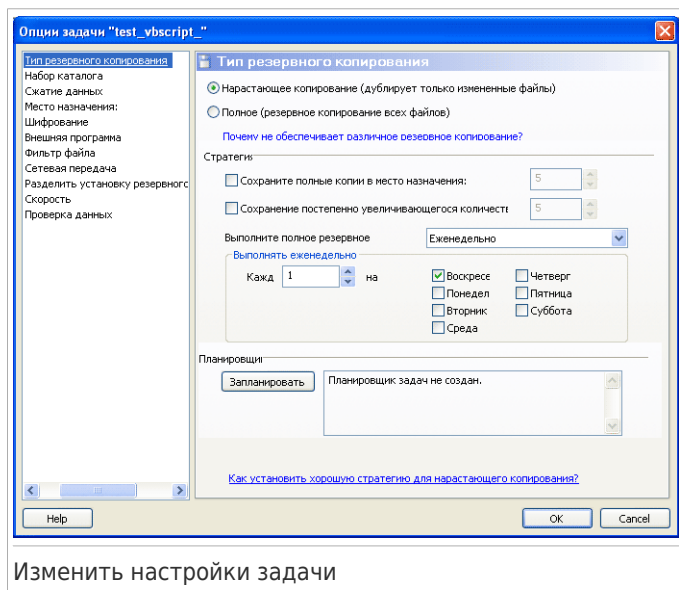 Опции задачи "test_vbscript_"
Тип резервного копирования
Набор каталога
Сжатие данных
Место назначения:
Шифрование
Внешняя программа
Фильтр файла
Сетевая передача
Разделить установку резервногс
Скорость
Проверка данных
Тип резервного копирования
Нарастающее копирование (дублирует только измененные файлы)
Полное (резервное копирование всех файлов)
Почему не обеспечивает различное резервное копирование?
Стратегия
Сохраните полные копии в место назначения: 5
Сохранение постепенно увеличивающегося количеств 5
Выполните полное резервное Еженедельно
Выполнять еженедельно
Кажд 1 на
Воскресе Четверг
Понедел Пятница
Вторник Суббота
Среда
Планировщик
Запланировать Планировщик задач не создан.
Как установить хорошую стратегию для нарастающего копирования?
Help OK Cancel
Изменить настройки задачи